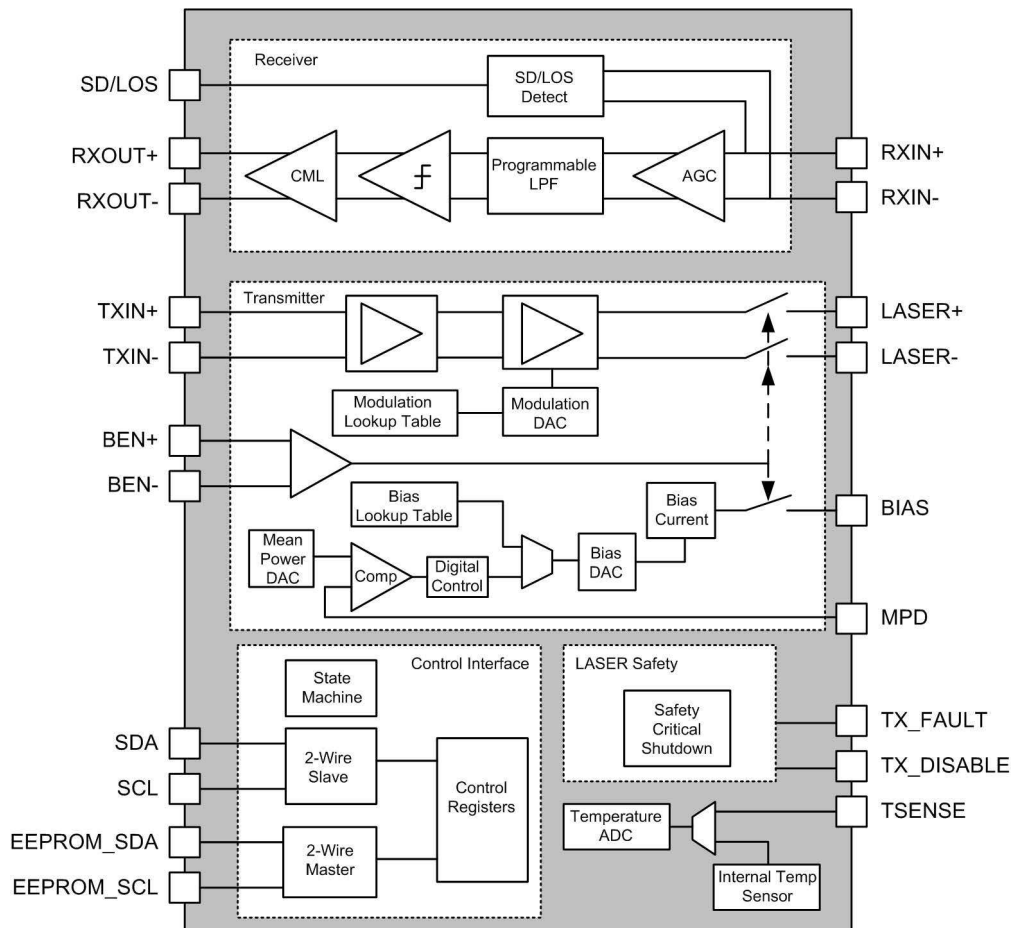 Receiver
SD/LOS
SD/LOS
Detect
RXOUT+
RXOUT-
CML
Programmable
LPF
AGC
RXIN+
RXIN-
Transmitter
TXIN+
TXIN-
LASER+
LASER-
Modulation
Lookup Table
Modulation
DAC
BEN+
BEN-
Bias
Lookup Table
Bias
Current
BIAS
Mean
Power
DAC
Comp
Digital
Control
Bias
DAC
MPD
Control Interface
State
Machine
SDA
SCL
2-Wire
Slave
Control
Registers
EEPROM_SDA
EEPROM_SCL
2-Wire
Master
LASER Safety
Safety
Critical
Shutdown
TX_FAULT
TX_DISABLE
TSENSE
Temperature
ADC
Internal Temp
Sensor